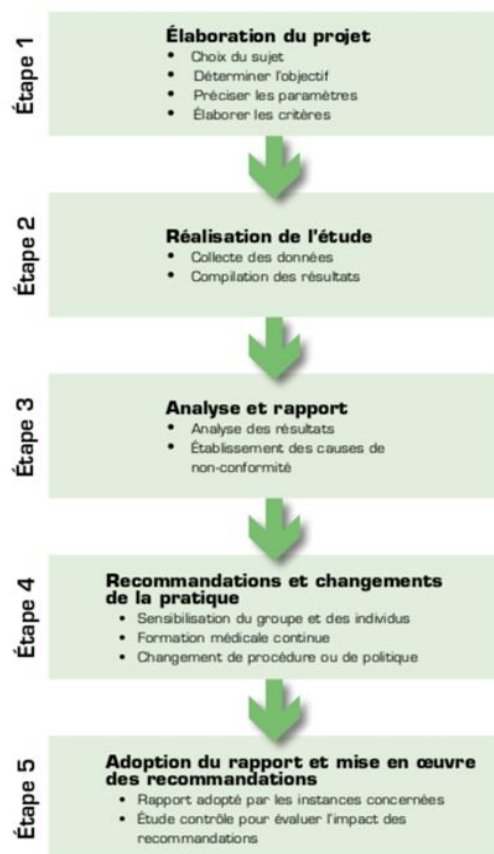 Étape 1
Élaboration du projet
• Choix du sujet
• Déterminer l'objectif
• Préciser les paramètres
• Élaborer les critères
Étape 2
Réalisation de l'étude
• Collecte des données
• Compilation des résultats
Étape 3
Analyse et rapport
• Analyse des résultats
• Établissement des causes de
non-conformité
Étape 4
Recommandations et changements
de la pratique
• Sensibilisation du groupe et des individus
• Formation médicale continue
• Changement de procédure ou de politique
Étape 5
Adoption du rapport et mise en œuvre
des recommandations
• Rapport adopté par les instances concernées
• Étude contrôle pour évaluer l'impact des
recommandations